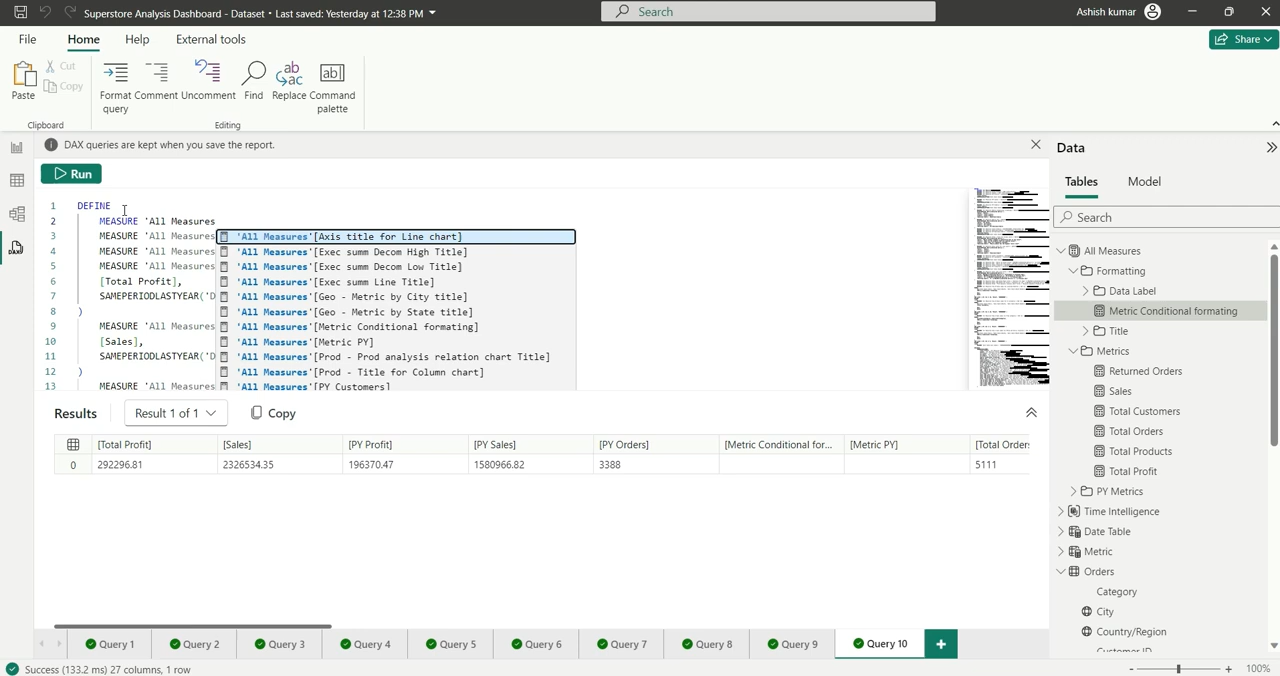 Superstore Analysis Dashboard - Dataset • Last saved: Yesterday at 12:38 PM
Search
Ashish kumar
File
Home
Help
External tools
Share
Paste
Cut
Copy
Format query
Comment
Uncomment
Find
Replace
Command palette
Clipboard
Editing
DAX queries are kept when you save the report.
Run
1 DEFINE
2 MEASURE 'All Measures
3 MEASURE 'All Measures
4 MEASURE 'All Measures
5 MEASURE 'All Measures
6 [Total Profit],
7 SAMEPERIODLASTYEAR('D
8 )
9 MEASURE 'All Measures
10 [Sales],
11 SAMEPERIODLASTYEAR('D
12 )
13 MEASURE 'All Measures
'All Measures'[Axis title for Line chart]
'All Measures'[Exec summ Decom High Title]
'All Measures'[Exec summ Decom Low Title]
'All Measures'[Exec summ Line Title]
'All Measures'[Geo - Metric by City title]
'All Measures'[Geo - Metric by State title]
'All Measures'[Metric Conditional formating]
'All Measures'[Metric PY]
'All Measures'[Prod - Prod analysis relation chart Title]
'All Measures'[Prod - Title for Column chart]
'All Measures'[PY Customers]
Results
Result 1 of 1
Copy
[Total Profit] [Sales] [PY Profit] [PY Sales] [PY Orders] [Metric Conditional for... [Metric PY] [Total Orders
0 292296.81 2326534.35 196370.47 1580966.82 3388 5111
Query 1
Query 2
Query 3
Query 4
Query 5
Query 6
Query 7
Query 8
Query 9
Query 10
Success (133.2 ms) 27 columns, 1 row
100%
Data
Tables
Model
Search
All Measures
Formatting
Data Label
Metric Conditional formating
Title
Metrics
Returned Orders
Sales
Total Customers
Total Orders
Total Products
Total Profit
PY Metrics
Time Intelligence
Date Table
Metric
Orders
Category
City
Country/Region
Customer ID